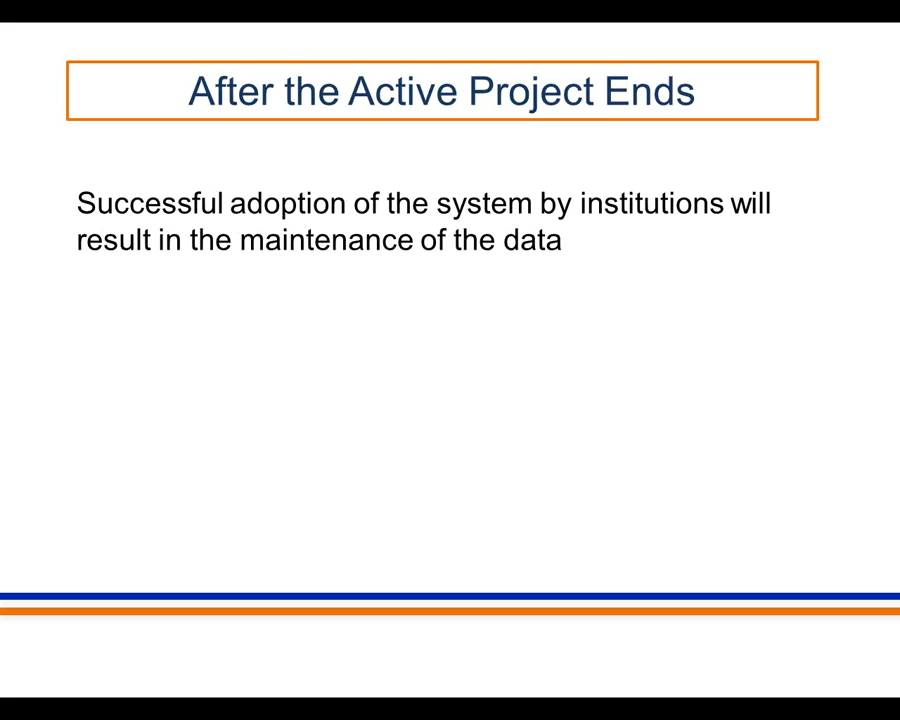 After the Active Project Ends
Successful adoption of the system by institutions will
result in the maintenance of the data